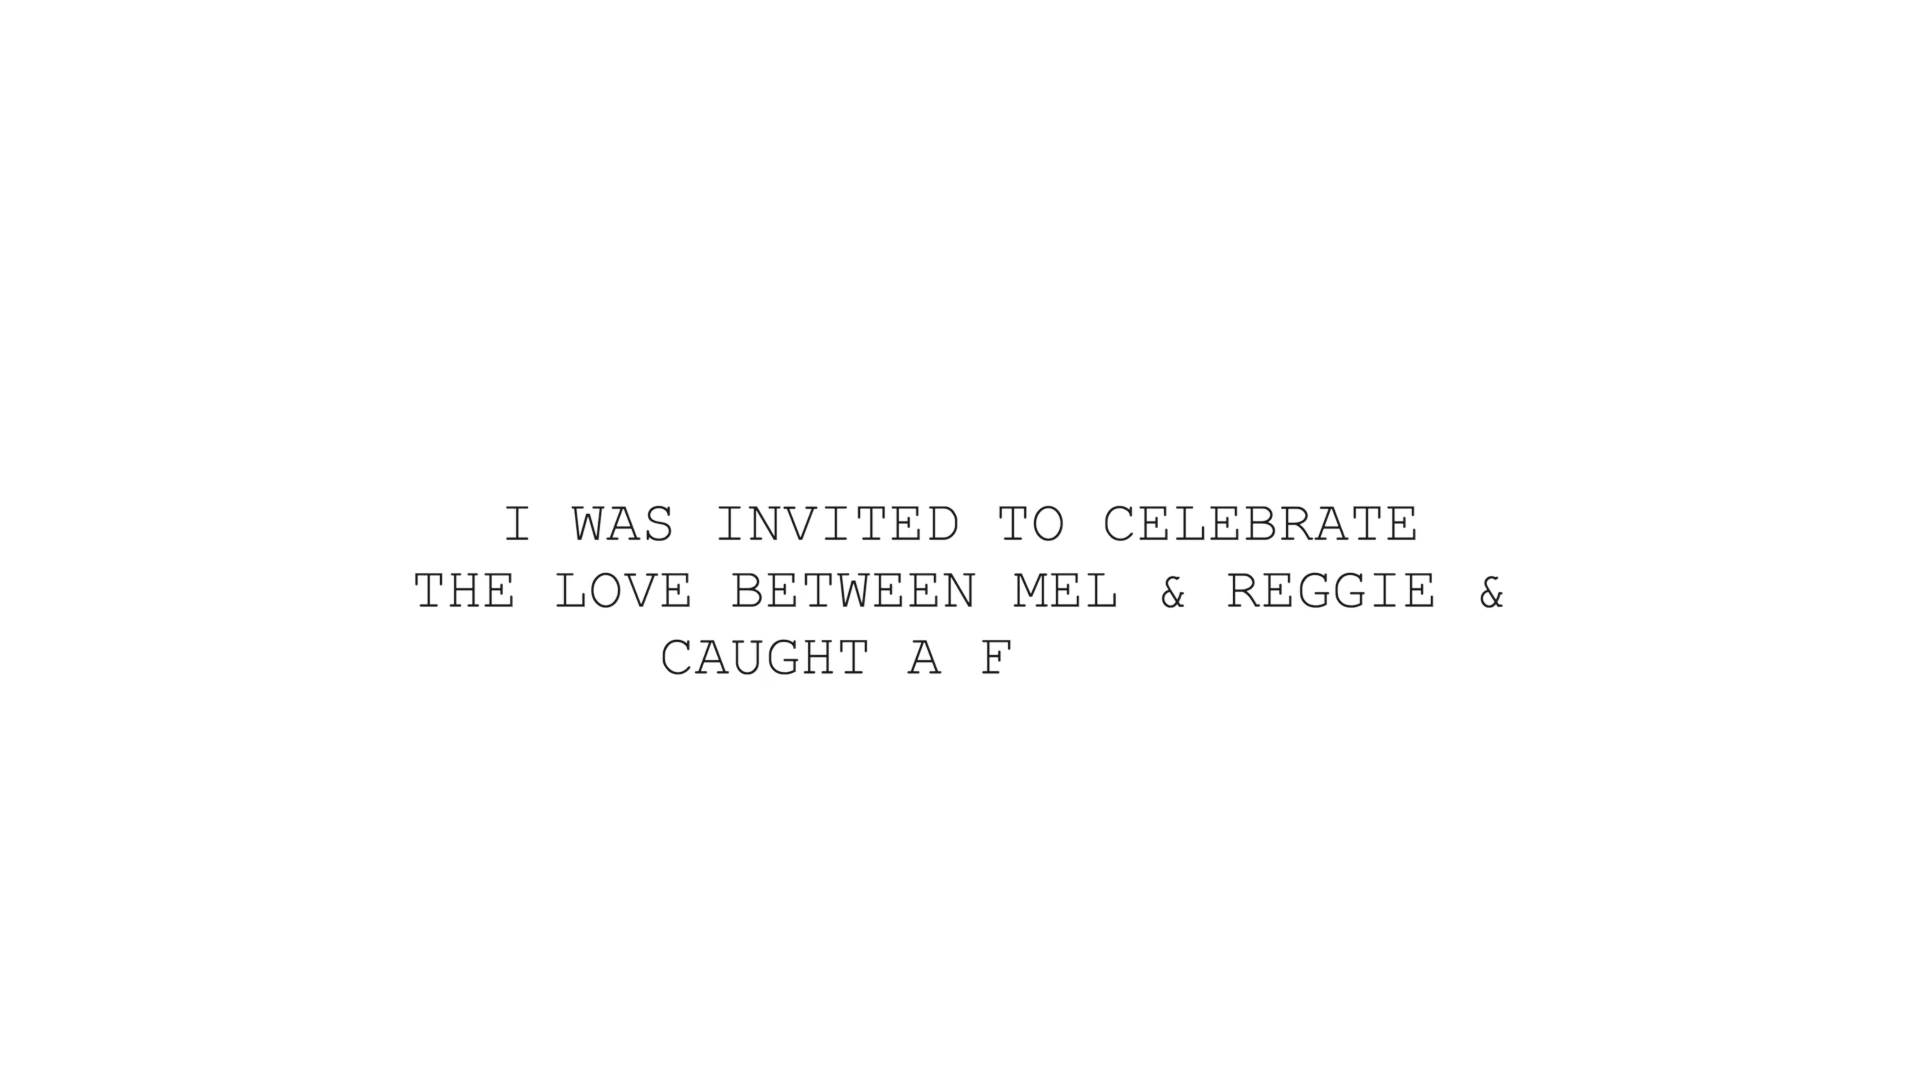 I WAS INVITED TO CELEBRATE
THE LOVE BETWEEN MEL & REGGIE &
CAUGHT A F